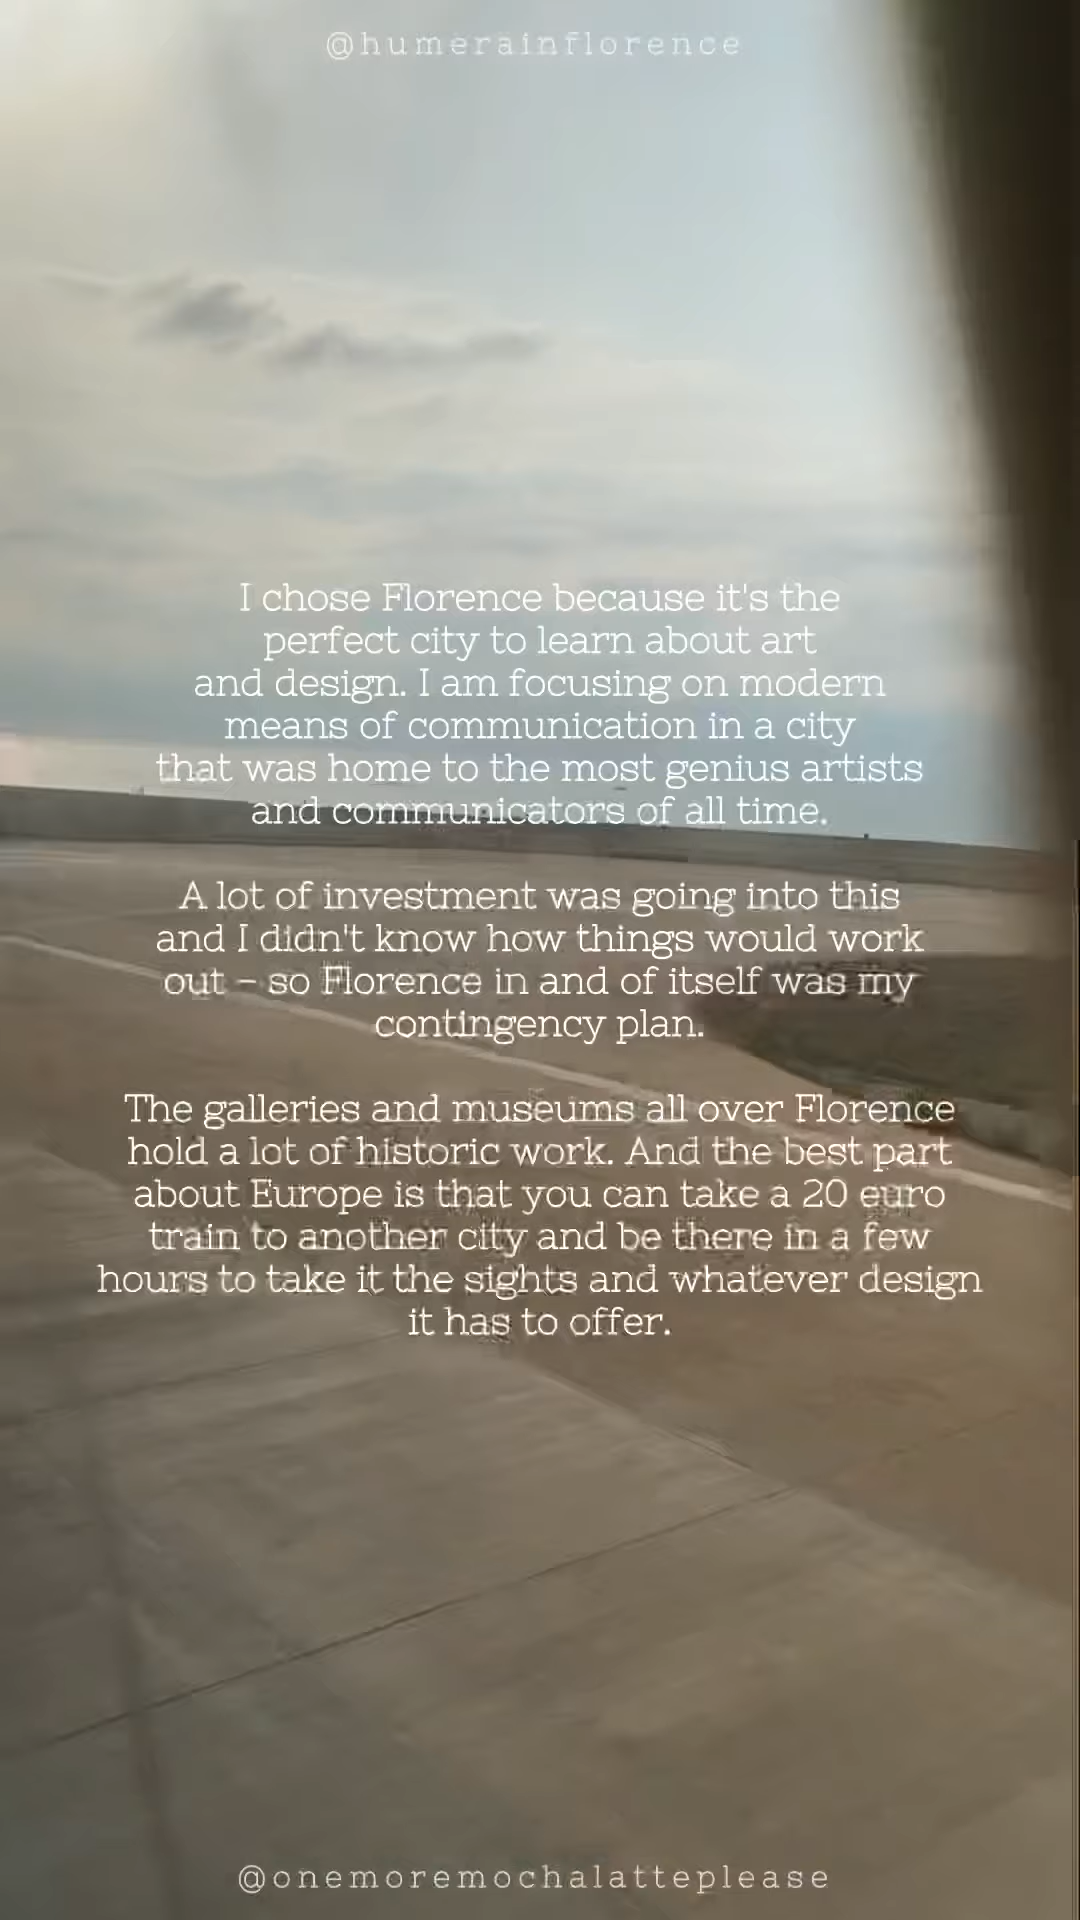 @humerainflorence
I chose Florence because it's the
perfect city to learn about art
and design. I am focusing on modern
means of communication in a city
that was home to the most genius artists
and communicators of all time.
A lot of investment was going into this
and I didn't know how things would work
out – so Florence in and of itself was my
contingency plan.
The galleries and museums all over Florence
hold a lot of historic work. And the best part
about Europe is that you can take a 20 euro
train to another city and be there in a few
hours to take it the sights and whatever design
it has to offer.
@onemoremochalatteplease